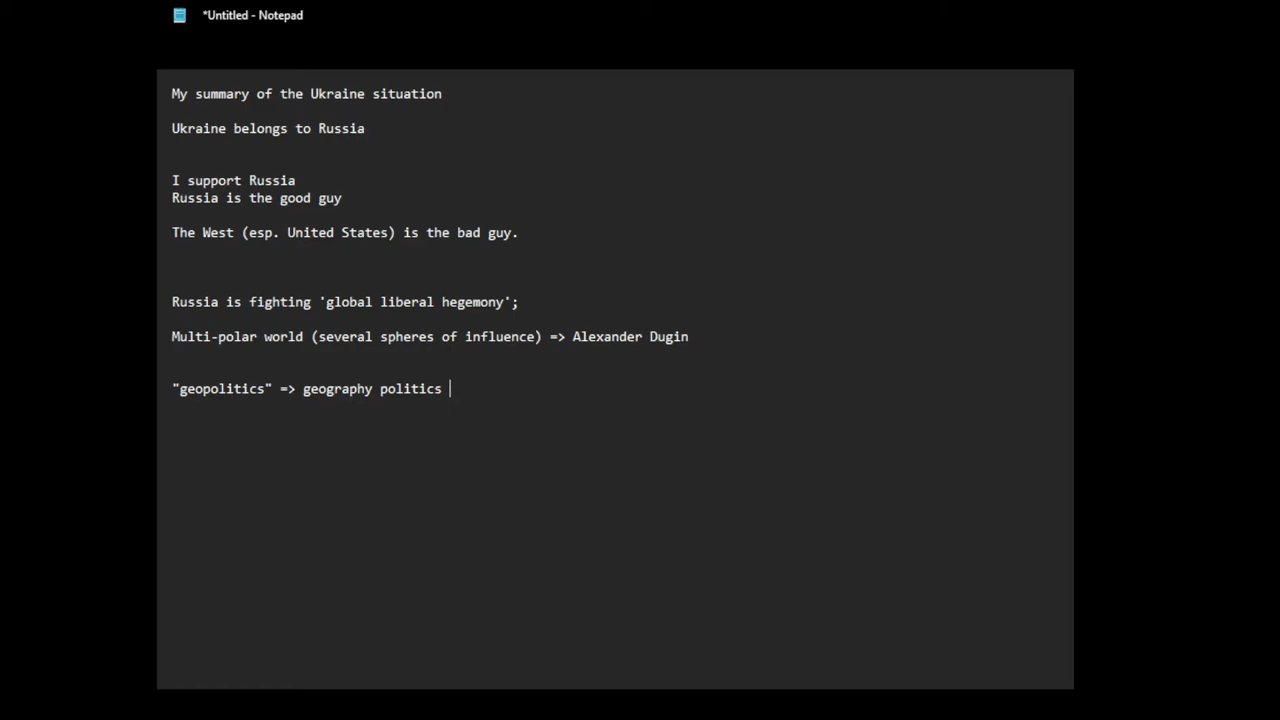 *Untitled - Notepad
My summary of the Ukraine situation
Ukraine belongs to Russia
I support Russia
Russia is the good guy
The West (esp. United States) is the bad guy.
Russia is fighting 'global liberal hegemony';
Multi-polar world (several spheres of influence) => Alexander Dugin
"geopolitics" => geography politics